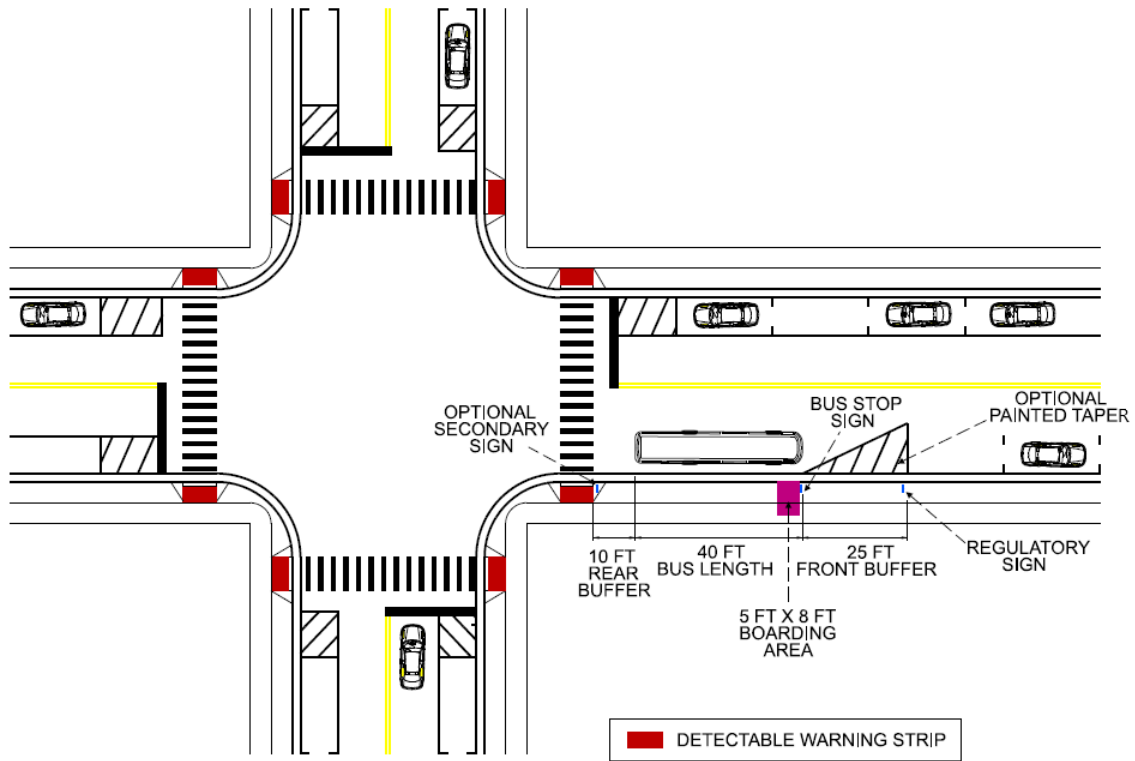 OPTIONAL
SECONDARY
SIGN
BUS STOP
SIGN
OPTIONAL
PAINTED TAPER
10 FT
REAR
BUFFER
40 FT
BUS LENGTH
25 FT
FRONT BUFFER
REGULATORY
SIGN
5 FT X 8 FT
BOARDING
AREA
DETECTABLE WARNING STRIP